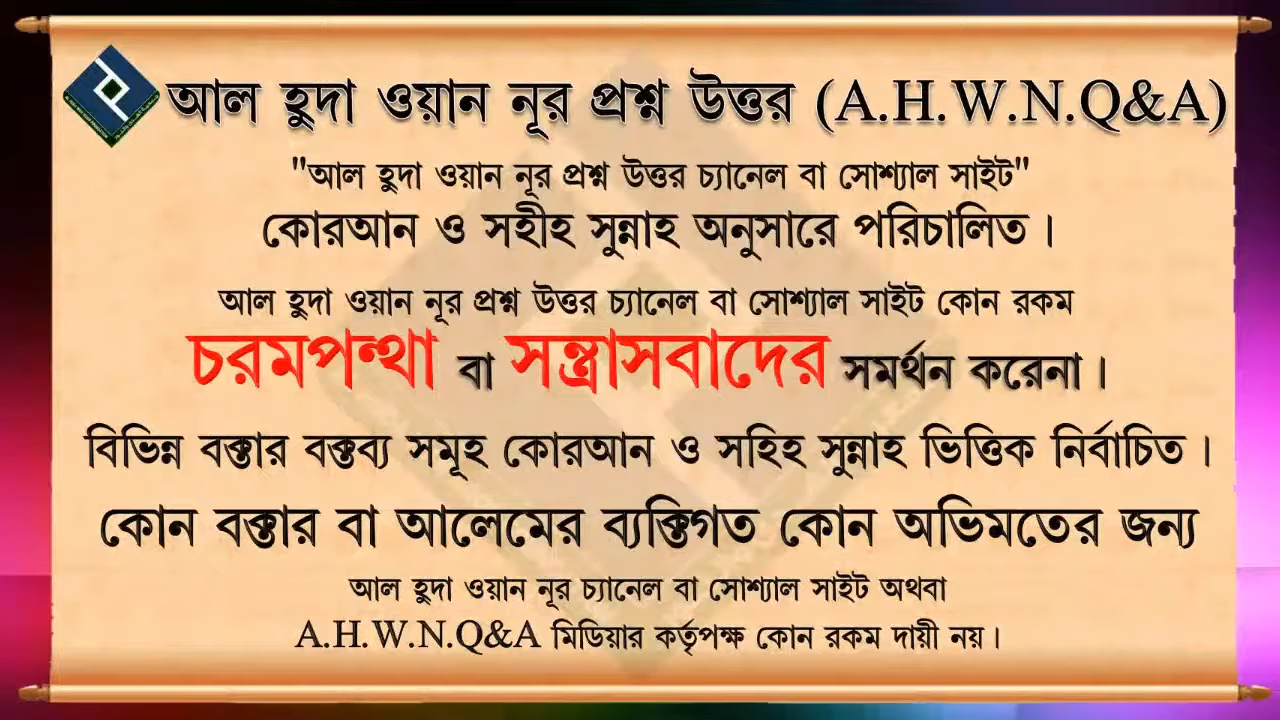 আল হুদা ওয়ান নূর প্রশ্ন উত্তর (A.H.W.N.Q&A)
"আল হুদা ওয়ান নূর প্রশ্ন উত্তর চ্যানেল বা সোশ্যাল সাইট"
কোরআন ও সহীহ সুন্নাহ অনুসারে পরিচালিত।
আল হুদা ওয়ান নূর প্রশ্ন উত্তর চ্যানেল বা সোশ্যাল সাইট কোন রকম
চরমপন্থা বা সন্ত্রাসবাদের সমর্থন করেনা।
বিভিন্ন বক্তার বক্তব্য সমূহ কোরআন ও সহিহ সুন্নাহ ভিত্তিক নির্বাচিত।
কোন বক্তার বা আলেমের ব্যক্তিগত কোন অভিমতের জন্য
আল হুদা ওয়ান নূর চ্যানেল বা সোশ্যাল সাইট অথবা
A.H.W.N.Q&A মিডিয়ার কর্তৃপক্ষ কোন রকম দায়ী নয়।